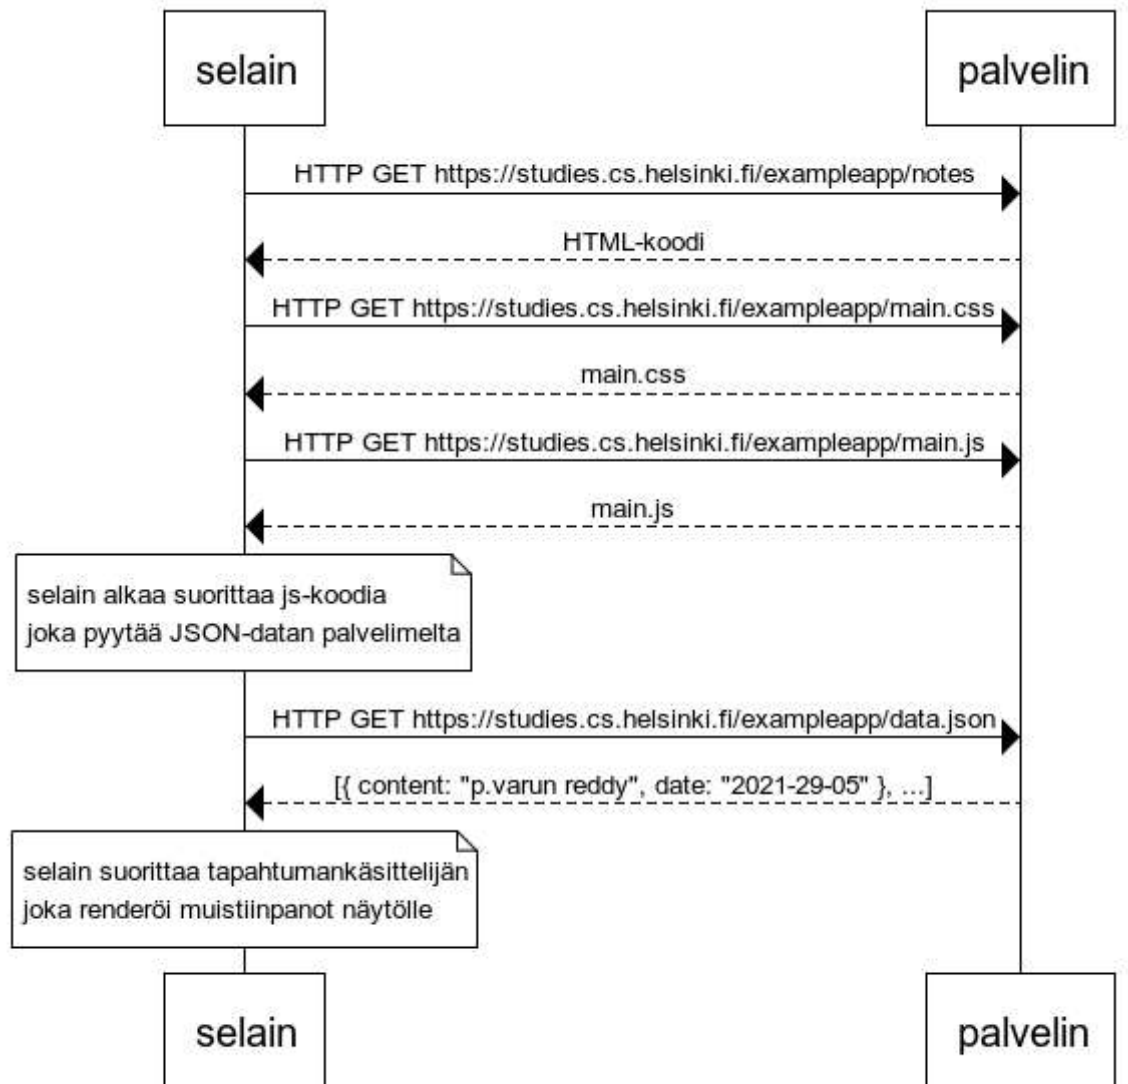 selain
palvelin
HTTP GET https://studies.cs.helsinki.fi/exampleapp/notes
HTML-koodi
HTTP GET https://studies.cs.helsinki.fi/exampleapp/main.css
main.css
HTTP GET https://studies.cs.helsinki.fi/exampleapp/main.js
main.js
selain alkaa suorittaa js-koodia
joka pyytää JSON-datan palvelimelta
HTTP GET https://studies.cs.helsinki.fi/exampleapp/data.json
[{ content: "p.varun reddy", date: "2021-29-05" }, ...]
selain suorittaa tapahtumankäsittelijän
joka renderöi muistiinpanot näytölle
selain
palvelin